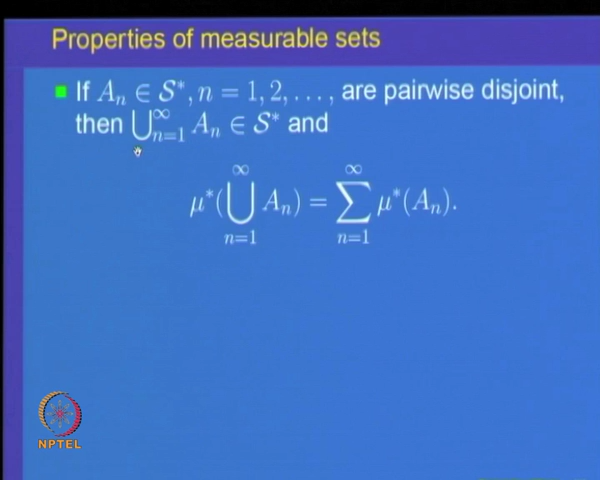 Properties of measurable sets
If $A_n \in \mathcal{S}^*, n = 1, 2, \ldots,$ are pairwise disjoint,
then $\bigcup_{n=1}^{\infty} A_n \in \mathcal{S}^*$ and
$\mu^*(\bigcup_{n=1}^{\infty} A_n) = \sum_{n=1}^{\infty} \mu^*(A_n).$
NPTEL